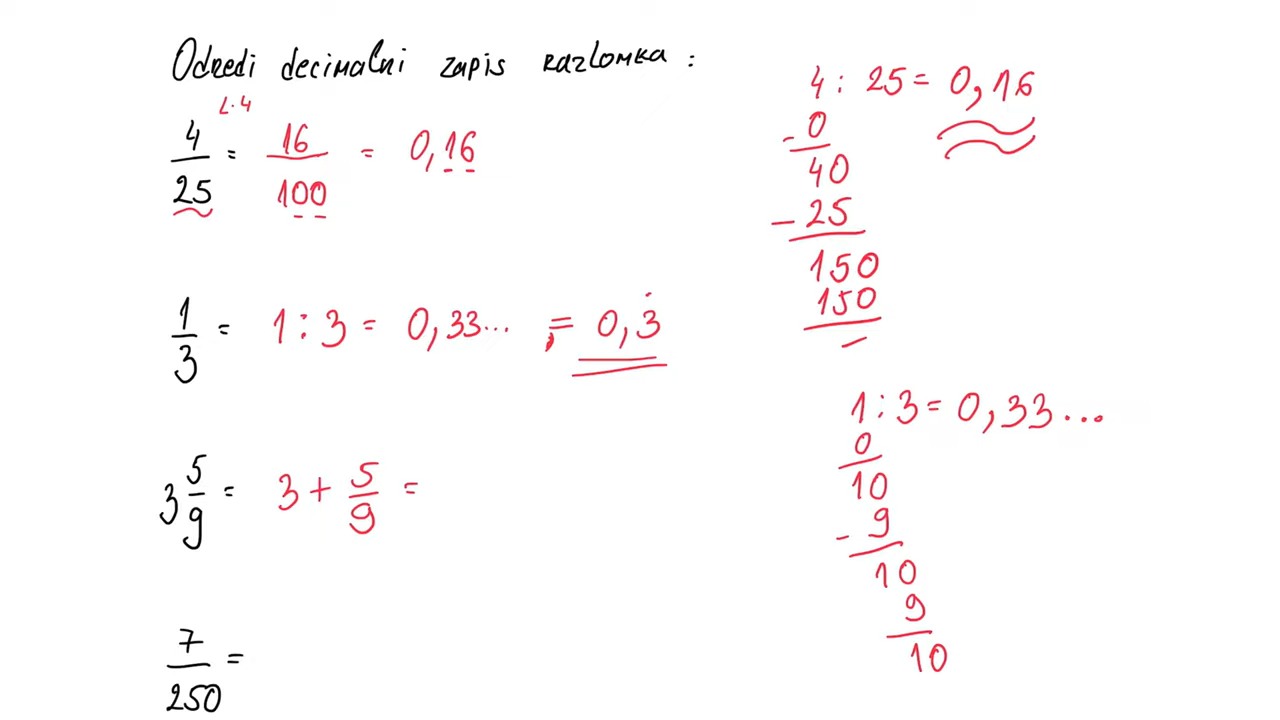 Odredi decimalni zapis razlomka :
L·4
4/25 = 16/100 = 0,16
1/3 = 1 : 3 = 0,33... = 0,3̇
3 5/9 = 3 + 5/9 =
7/250 =
4 : 25 = 0,16
- 0
40
- 25
150
150
1 : 3 = 0,33...
0
10
- 9
10
9
10